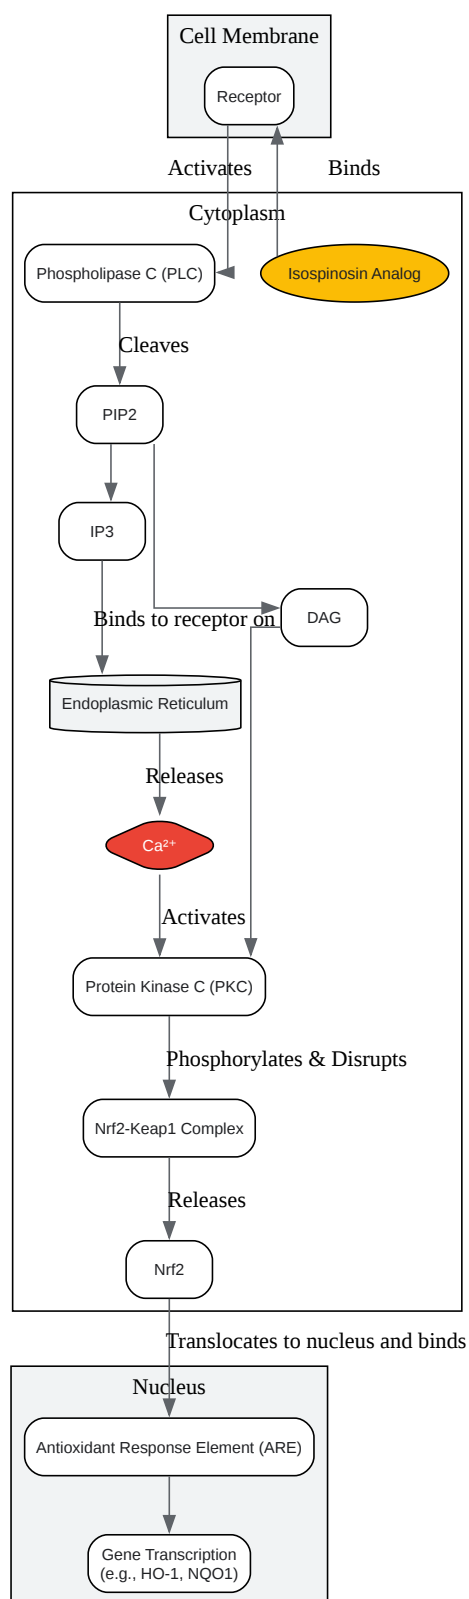 Cell Membrane
Receptor
Activates
Binds
Cytoplasm
Phospholipase C (PLC)
Isospinosin Analog
Cleaves
PIP2
IP3
Binds to receptor on
DAG
Endoplasmic Reticulum
Releases
Ca²⁺
Activates
Protein Kinase C (PKC)
Phosphorylates & Disrupts
Nrf2-Keap1 Complex
Releases
Nrf2
Translocates to nucleus and binds
Nucleus
Antioxidant Response Element (ARE)
Gene Transcription
(e.g., HO-1, NQO1)